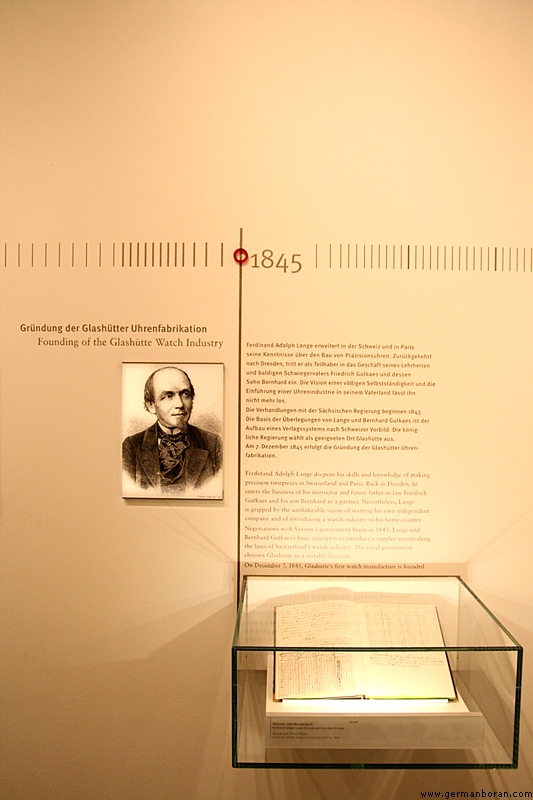 1845
Gründung der Glashütter Uhrenfabrikation
Founding of the Glashütte Watch Industry
Ferdinand Adolph Lange erweitert in der Schweiz und in Paris
seine Kenntnisse über den Bau von Präzisionsuhren. Zurückgekehrt
nach Dresden, tritt er als Teilhaber in das Geschäft seines Lehrherren
und baldigen Schwiegervaters Friedrich Gutkaes und dessen
Sohn Bernhard ein. Die Vision einer völligen Selbstständigkeit und die
Einführung einer Uhrenindustrie in seinem Vaterland lässt ihn
nicht mehr los.
Die Verhandlungen mit der Sächsischen Regierung beginnen 1843.
Die Basis der Überlegungen von Lange und Bernhard Gutkaes ist der
Aufbau eines Verlagssystems nach Schweizer Vorbild. Die könig-
liche Regierung wählt als geeigneten Ort Glashütte aus.
Am 7. Dezember 1845 erfolgt die Gründung der Glashütter Uhren-
fabrikation.
Ferdinand Adolph Lange deepens his skills and knowledge of making
precision timepieces in Switzerland and Paris. Back in Dresden, he
enters the business of his instructor and future father-in-law Friedrich
Gutkaes and his son Bernhard as a partner. Nevertheless, Lange
is gripped by the unshakeable vision of starting his own independent
company and of introducing a watch industry to his home country.
Negotiations with Saxony's government begin in 1843. Lange and
Bernhard Gutkaes's basic concept is to introduce a supplier system along
the lines of Switzerland's watch industry. The royal government
chooses Glashütte as a suitable location.
On December 7, 1845, Glashütte's first watch manufacture is founded.
www.germanboran.com